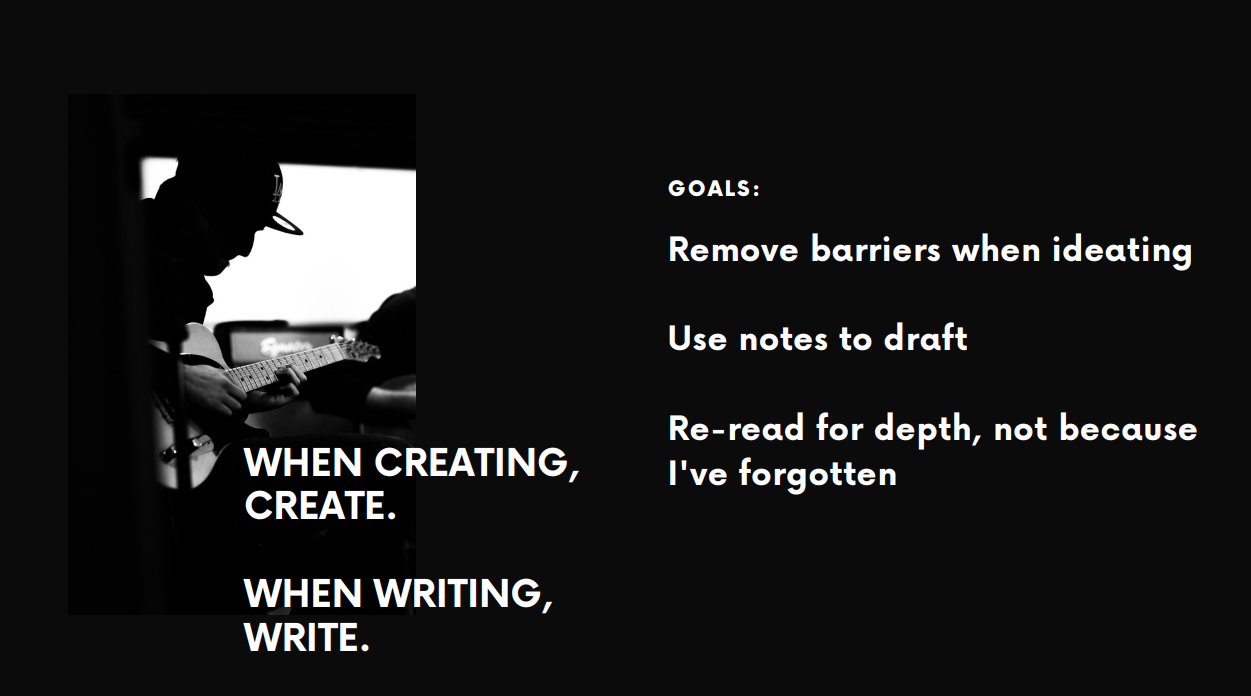 WHEN CREATING,
CREATE.
WHEN WRITING,
WRITE.
GOALS:
Remove barriers when ideating
Use notes to draft
Re-read for depth, not because
I've forgotten